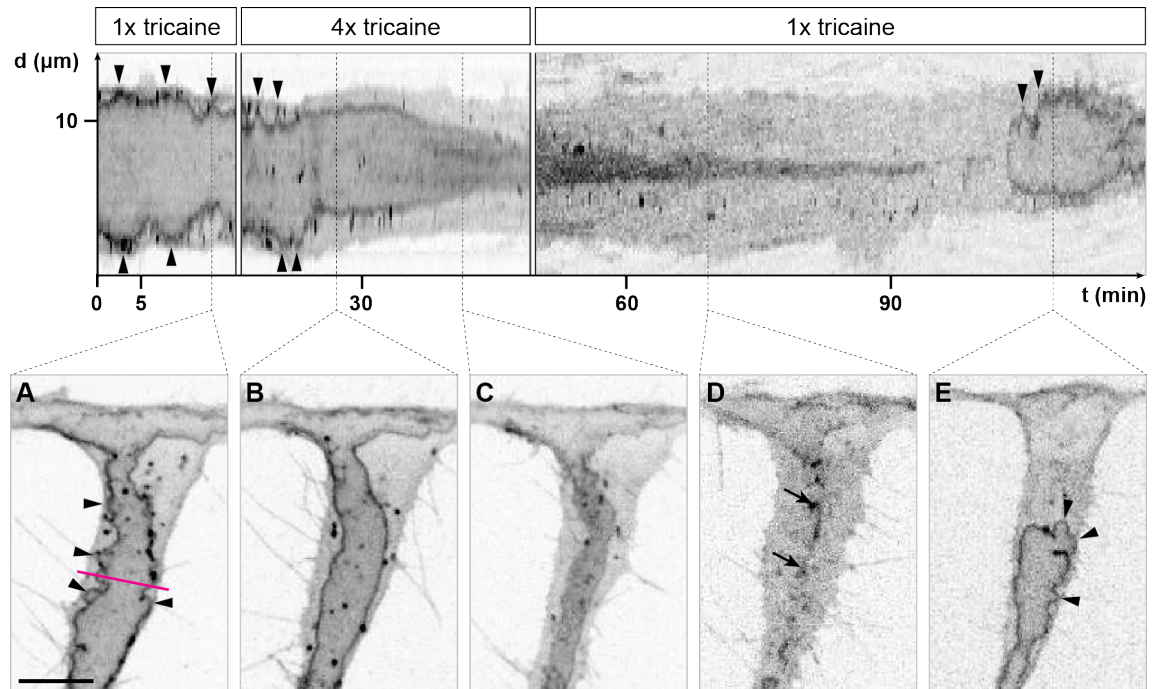 1x tricaine 4x tricaine 1x tricaine
d (μm)
10
0 5 30 60 90 t (min)
A B C D E